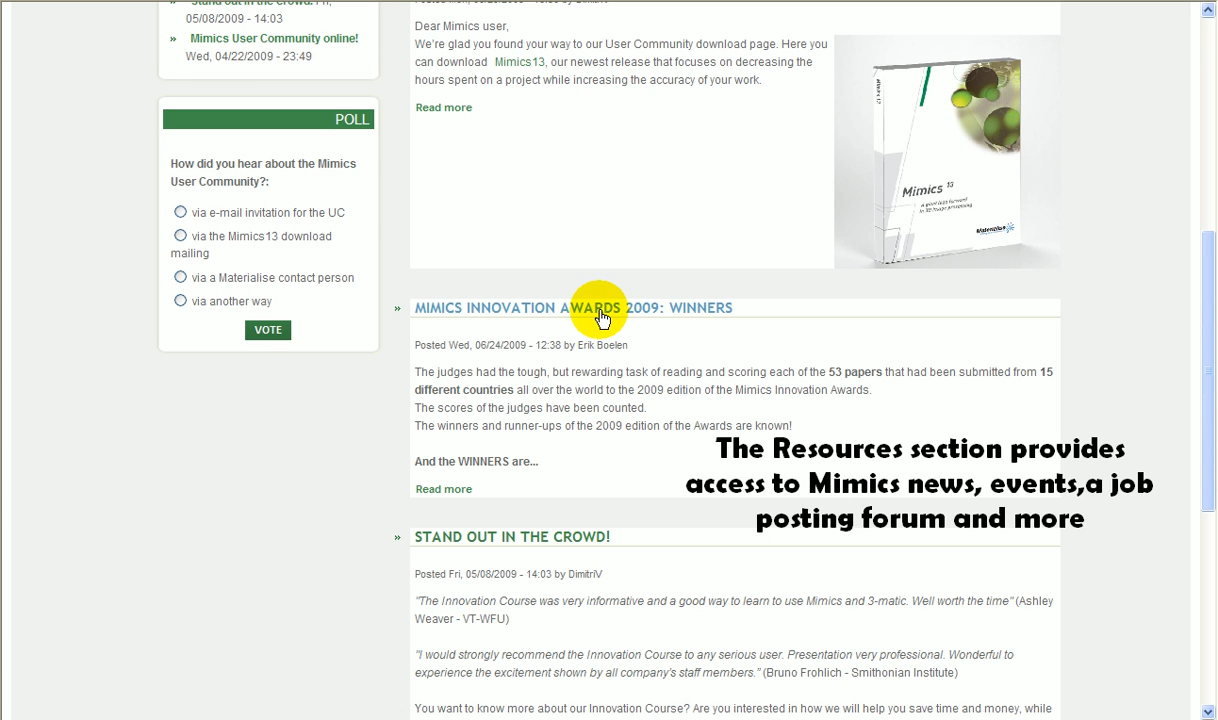 05/08/2009 - 14:03
» Mimics User Community online!
Wed, 04/22/2009 - 23:49
POLL
How did you hear about the Mimics
User Community?:
via e-mail invitation for the UC
via the Mimics13 download
mailing
via a Materialise contact person
via another way
VOTE
Dear Mimics user,
We're glad you found your way to our User Community download page. Here you
can download Mimics13, our newest release that focuses on decreasing the
hours spent on a project while increasing the accuracy of your work.
Read more
Mimics 13
Materialise
» MIMICS INNOVATION AWARDS 2009: WINNERS
Posted Wed, 06/24/2009 - 12:38 by Erik Boelen
The judges had the tough, but rewarding task of reading and scoring each of the 53 papers that had been submitted from 15
different countries all over the world to the 2009 edition of the Mimics Innovation Awards.
The scores of the judges have been counted.
The winners and runner-ups of the 2009 edition of the Awards are known!
And the WINNERS are...
Read more
The Resources section provides
access to Mimics news, events,a job
posting forum and more
» STAND OUT IN THE CROWD!
Posted Fri, 05/08/2009 - 14:03 by DimitriV
"The Innovation Course was very informative and a good way to learn to use Mimics and 3-matic. Well worth the time" (Ashley
Weaver - VT-WFU)
"I would strongly recommend the Innovation Course to any serious user. Presentation very professional. Wonderful to
experience the excitement shown by all company's staff members." (Bruno Frohlich - Smithonian Institute)
You want to know more about our Innovation Course? Are you interested in how we will help you save time and money, while